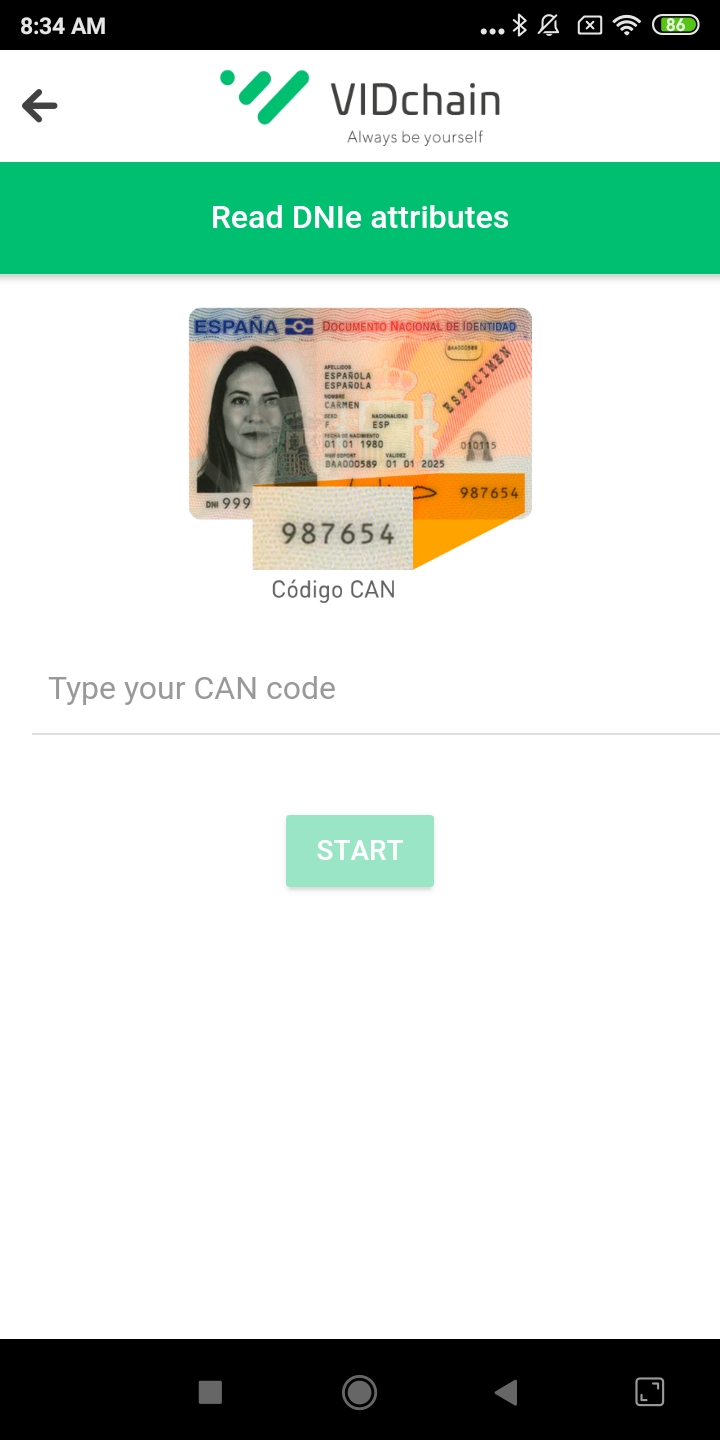 8:34 AM
86
VIDchain
Always be yourself
Read DNIe attributes
ESPAÑA DOCUMENTO NACIONAL DE IDENTIDAD
BAA000589
ESPECIMEN
APELLIDOS
ESPAÑOLA
ESPAÑOLA
NOMBRE
CARMEN
SEXO NACIONALIDAD
F ESP
FECHA DE NACIMIENTO
01 01 1980
010115
NUM SOPORT VALIDEZ
BAA000589 01 01 2025
987654
DNI 999
987654
Código CAN
Type your CAN code
START